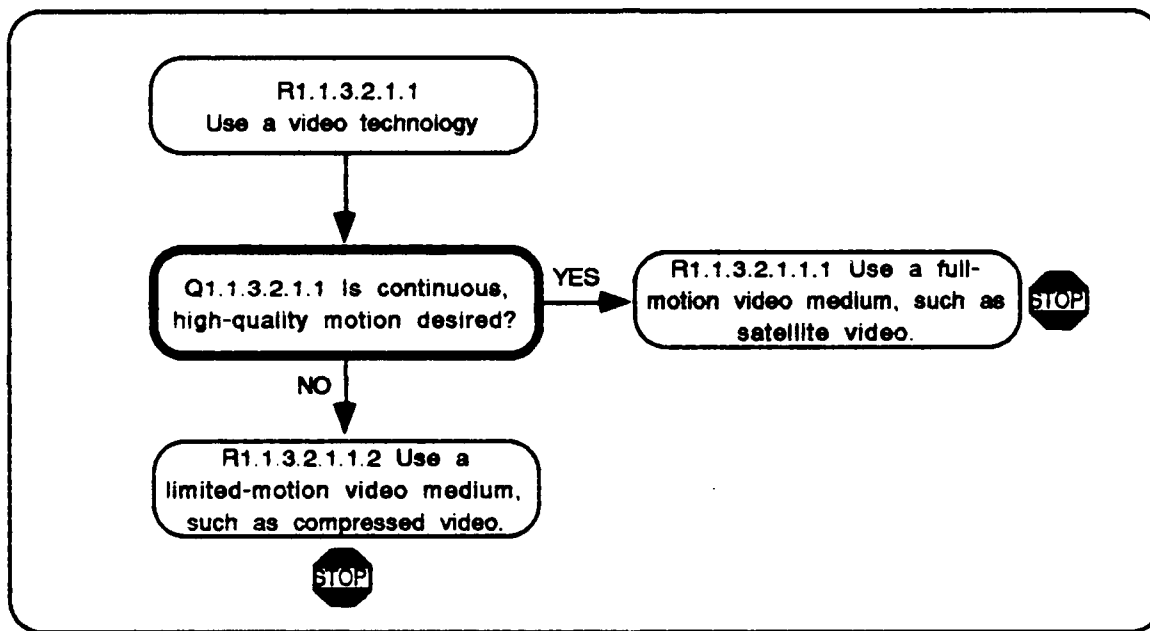 R1.1.3.2.1.1
Use a video technology
Q1.1.3.2.1.1 Is continuous,
high-quality motion desired?
YES
R1.1.3.2.1.1.1 Use a full-
motion video medium, such as
satellite video.
STOP
NO
R1.1.3.2.1.1.2 Use a
limited-motion video medium,
such as compressed video.
STOP